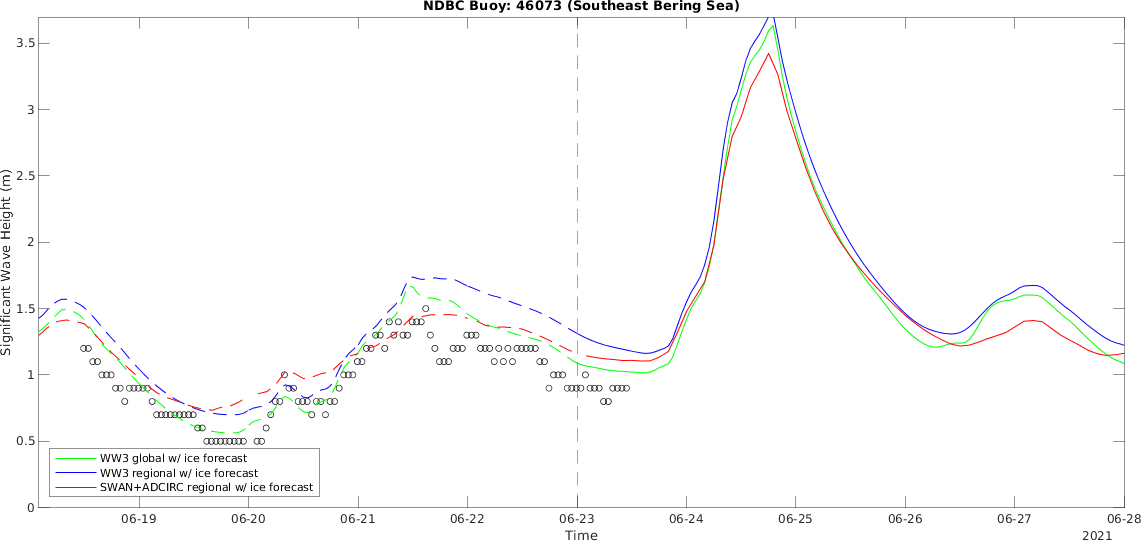 NDBC Buoy: 46073 (Southeast Bering Sea)
Significant Wave Height (m)
3.5
3
2.5
2
1.5
1
0.5
0
WW3 global w/ ice forecast
WW3 regional w/ ice forecast
SWAN+ADCIRC regional w/ ice forecast
06-19 06-20 06-21 06-22 06-23 06-24 06-25 06-26 06-27 06-28
Time
2021